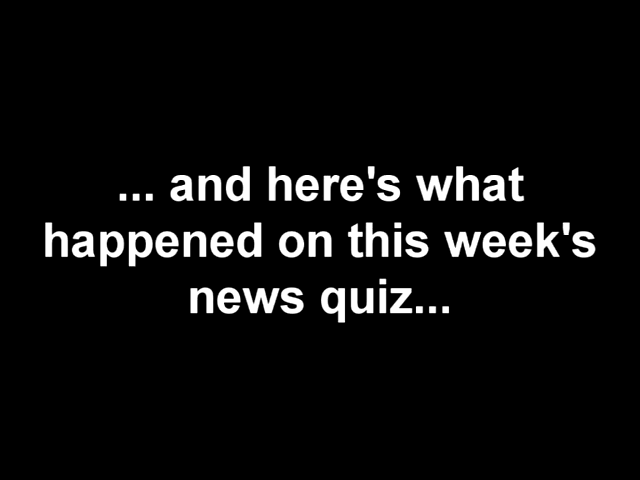 ... and here's what
happened on this week's
news quiz...